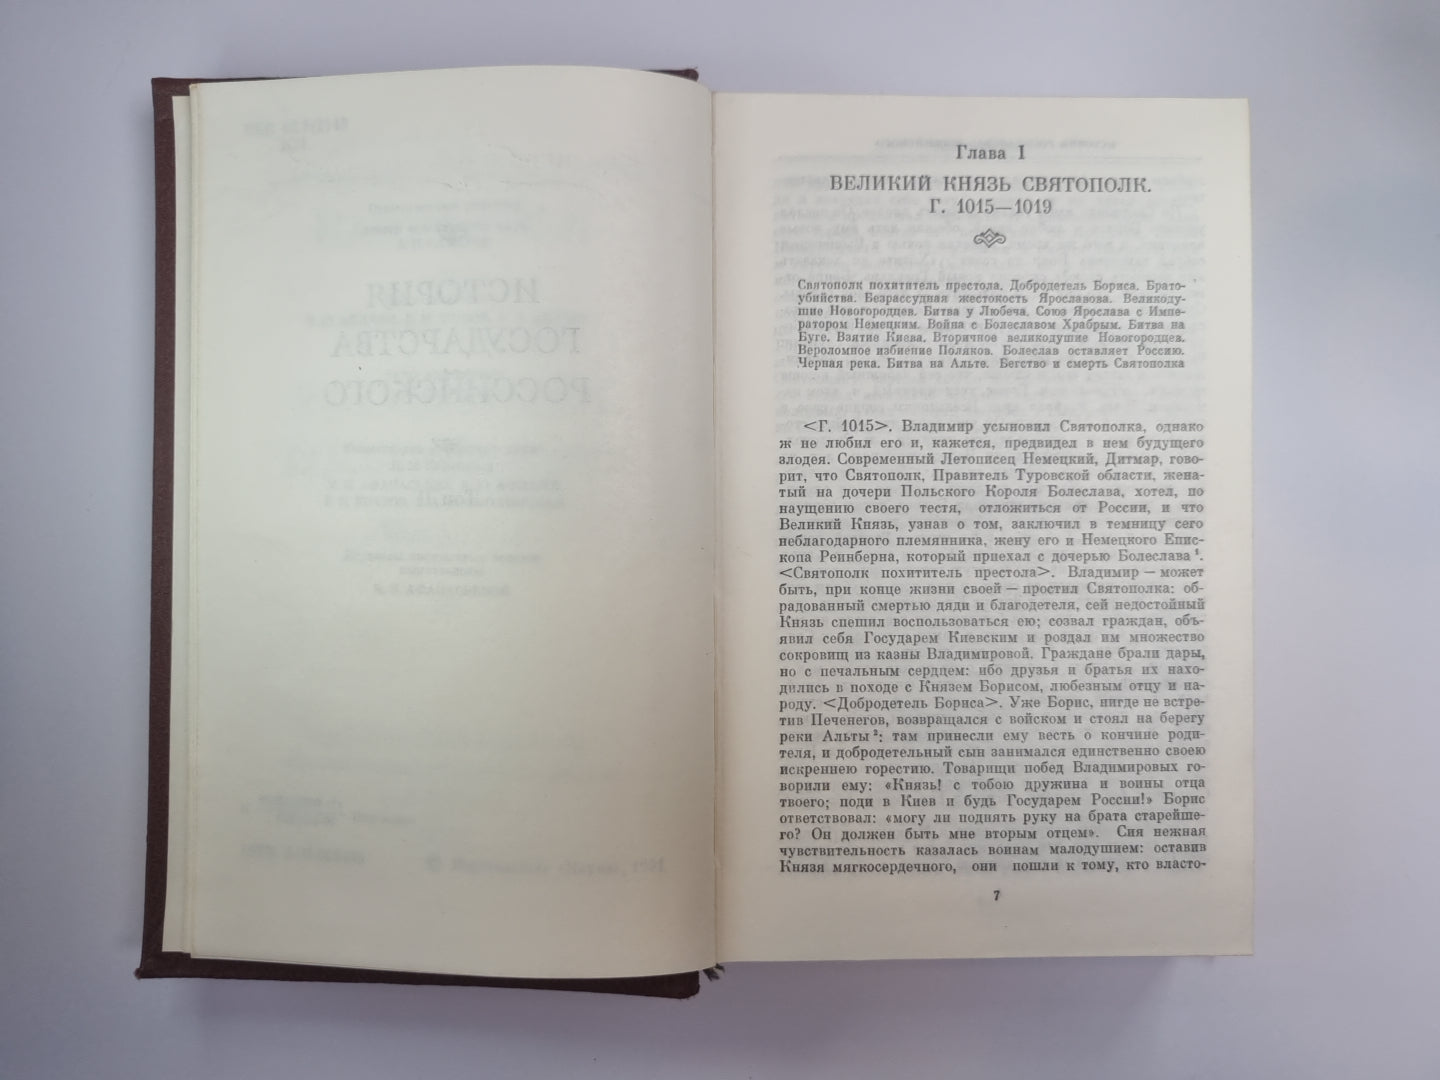 Глава I
ВЕЛИКИЙ КНЯЗЬ СВЯТОПОЛК.
Г. 1015—1019
Святополк похититель престола. Добродетель Бориса. Брато-
убийства. Безрассудная жестокость Ярославова. Великоду-
шие Новогородцев. Битва у Любеча. Союз Ярослава с Импе-
ратором Немецким. Война с Болеславом Храбрым. Битва на
Буге. Взятие Киева. Вторичное великодушие Новогородцев.
Вероломное избиение Поляков. Болеслав оставляет Россию.
Черная река. Битва на Альте. Бегство и смерть Святополка
<Г. 1015>. Владимир усыновил Святополка, однако
ж не любил его и, кажется, предвидел в нем будущего
злодея. Современный Летописец Немецкий, Дитмар, гово-
рит, что Святополк, Правитель Туровской области, жена-
тый на дочери Польского Короля Болеслава, хотел, по
наущению своего тестя, отложиться от России, и что
Великий Князь, узнав о том, заключил в темницу сего
неблагодарного племянника, жену его и Немецкого Епис-
копа Реинберна, который приехал с дочерью Болеслава¹.
<Святополк похититель престола>. Владимир — может
быть, при конце жизни своей — простил Святополка: об-
радованный смертью дяди и благодетеля, сей недостойный
Князь спешил воспользоваться ею; созвал граждан, объ-
явил себя Государем Киевским и роздал им множество
сокровищ из казны Владимировой. Граждане брали дары,
но с печальным сердцем: ибо друзья и братья их нахо-
дились в походе с Князем Борисом, любезным отцу и на-
роду. <Добродетель Бориса>. Уже Борис, нигде не встре-
тив Печенегов, возвращался с войском и стоял на берегу
реки Альты²: там принесли ему весть о кончине роди-
теля, и добродетельный сын занимался единственно своею
искреннею горестию. Товарищи побед Владимировых го-
ворили ему: «Князь! с тобою дружина и воины отца
твоего; поди в Киев и будь Государем России!» Борис
ответствовал: «могу ли поднять руку на брата старейше-
го? Он должен быть мне вторым отцем». Сия нежная
чувствительность казалась воинам малодушием: оставив
Князя мягкосердечного, они пошли к тому, кто власто-
7
ИСТОРИЯ
ГОСУДАРСТВА
РОССИЙСКОГО